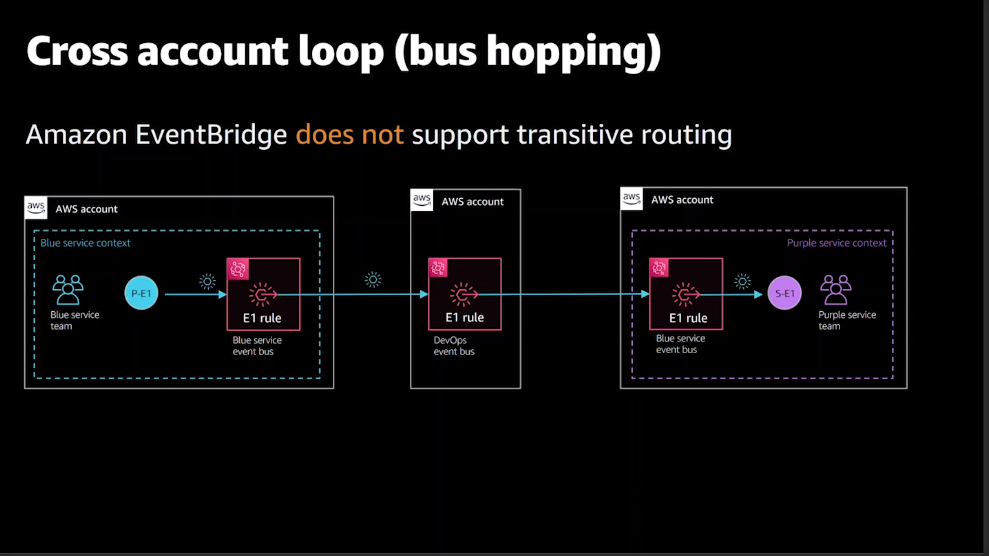 Cross account loop (bus hopping)
Amazon EventBridge does not support transitive routing
aws AWS account
Blue service context
Blue service
team
P-E1
E1 rule
Blue service
event bus
aws AWS account
E1 rule
DevOps
event bus
aws AWS account
Purple service context
E1 rule
Blue service
event bus
S-E1
Purple service
team